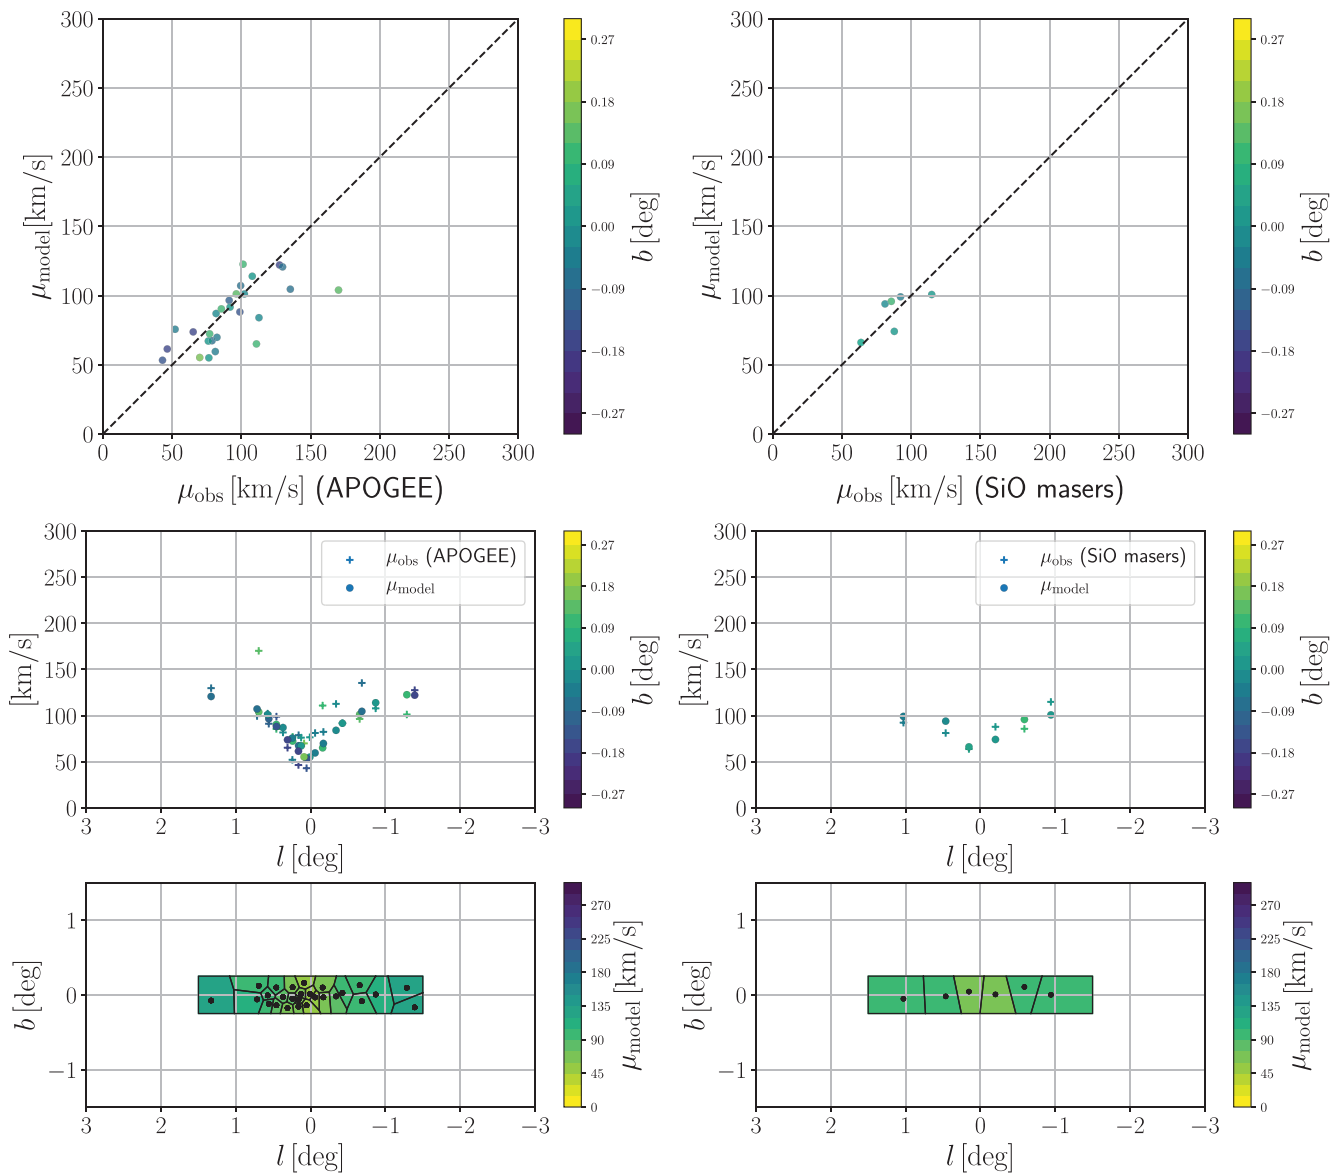 300
250
200
150
100
50
0
0 50 100 150 200 250 300
μmodel[km/s]
μobs [km/s] (APOGEE)
0.27
0.18
0.09
0.00
−0.09
−0.18
−0.27
b [deg]
300
250
200
150
100
50
0
0 50 100 150 200 250 300
μmodel[km/s]
μobs [km/s] (SiO masers)
0.27
0.18
0.09
0.00
−0.09
−0.18
−0.27
b [deg]
300
250
200
150
100
50
0
3 2 1 0 −1 −2 −3
[km/s]
l [deg]
μobs (APOGEE)
μmodel
0.27
0.18
0.09
0.00
−0.09
−0.18
−0.27
b [deg]
300
250
200
150
100
50
0
3 2 1 0 −1 −2 −3
[km/s]
l [deg]
μobs (SiO masers)
μmodel
0.27
0.18
0.09
0.00
−0.09
−0.18
−0.27
b [deg]
1
0
−1
3 2 1 0 −1 −2 −3
b [deg]
l [deg]
270
225
180
135
90
45
0
μmodel [km/s]
1
0
−1
3 2 1 0 −1 −2 −3
b [deg]
l [deg]
270
225
180
135
90
45
0
μmodel [km/s]